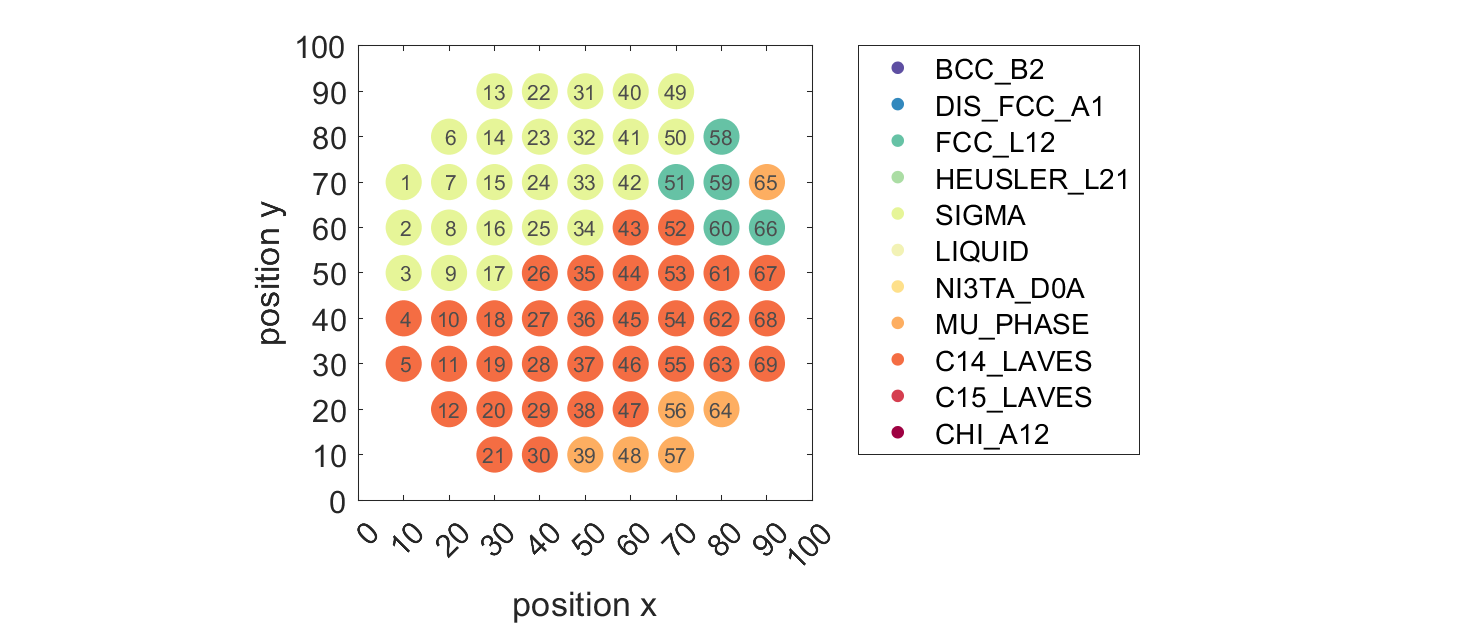 100
90 13 22 31 40 49
80 6 14 23 32 41 50 58
70 1 7 15 24 33 42 51 59 65
60 2 8 16 25 34 43 52 60 66
50 3 9 17 26 35 44 53 61 67
40 4 10 18 27 36 45 54 62 68
30 5 11 19 28 37 46 55 63 69
20 12 20 29 38 47 56 64
10 21 30 39 48 57
0
position y
0 10 20 30 40 50 60 70 80 90 100
position x
BCC_B2
DIS_FCC_A1
FCC_L12
HEUSLER_L21
SIGMA
LIQUID
NI3TA_D0A
MU_PHASE
C14_LAVES
C15_LAVES
CHI_A12